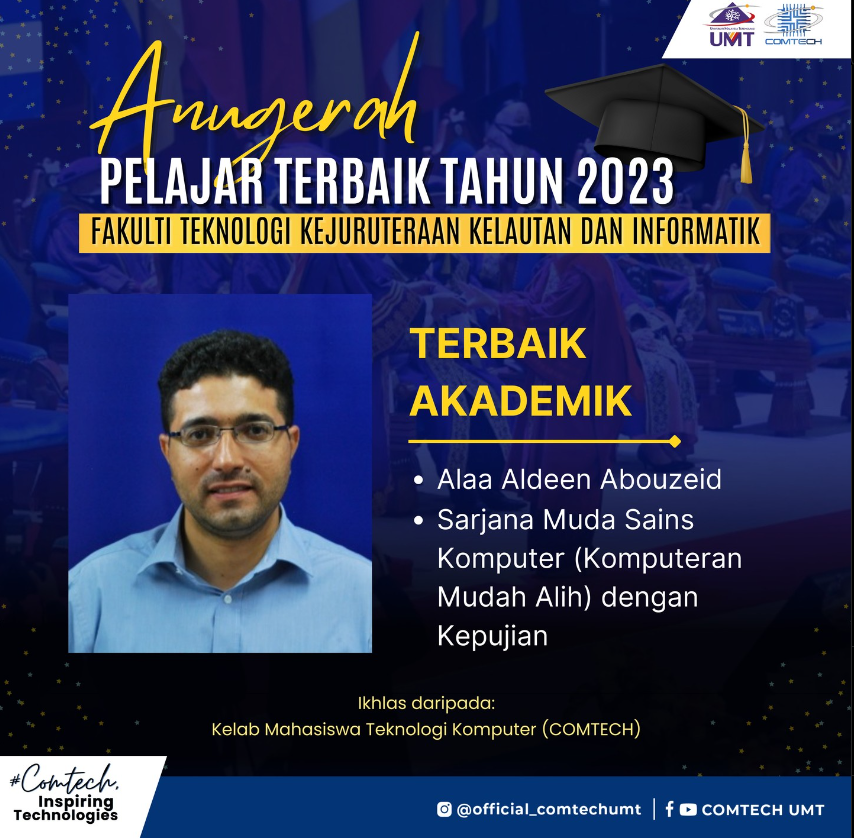 UMT
COMTECH
Anugerah
PELAJAR TERBAIK TAHUN 2023
FAKULTI TEKNOLOGI KEJURUTERAAN KELAUTAN DAN INFORMATIK
TERBAIK
AKADEMIK
• Alaa Aldeen Abouzeid
• Sarjana Muda Sains
Komputer (Komputeran
Mudah Alih) dengan
Kepujian
Ikhlas daripada:
Kelab Mahasiswa Teknologi Komputer (COMTECH)
#Comtech,
Inspiring
Technologies
@official_comtechumt
COMTECH UMT